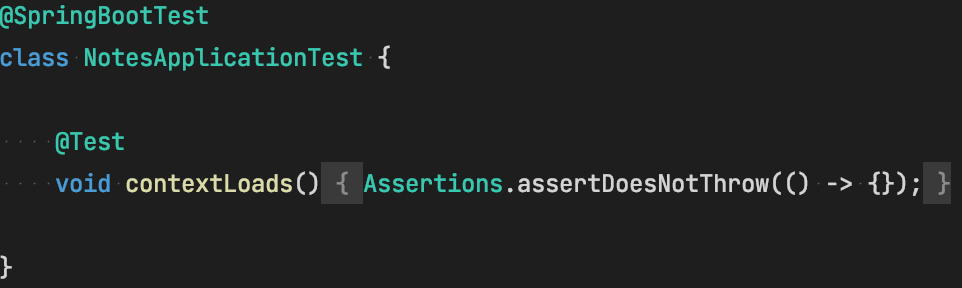 @SpringBootTest
class NotesApplicationTest {
@Test
void contextLoads() { Assertions.assertDoesNotThrow(() -> {}); }
}